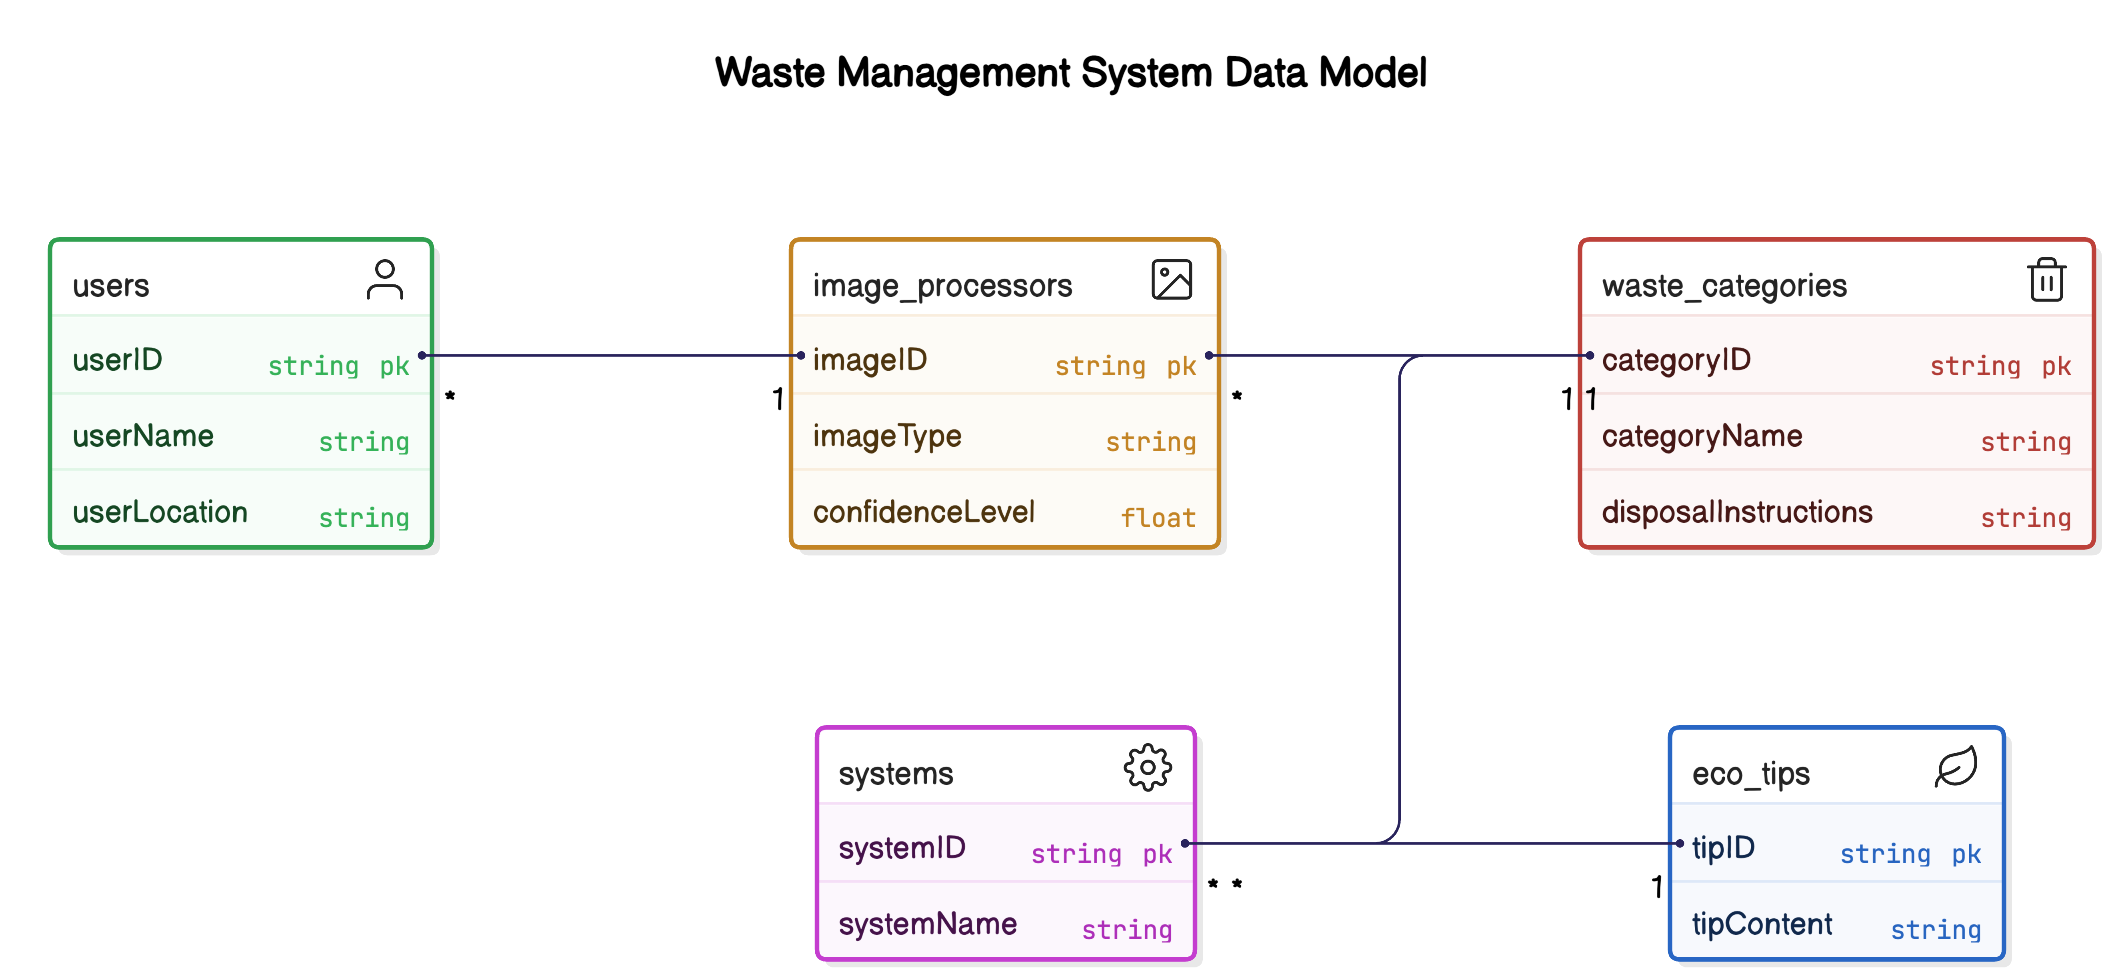 Waste Management System Data Model
users
userID string pk
userName string
userLocation string
* 1
image_processors
imageID string pk
imageType string
confidenceLevel float
* 1 1
waste_categories
categoryID string pk
categoryName string
disposalInstructions string
systems
systemID string pk
systemName string
* * 1
eco_tips
tipID string pk
tipContent string